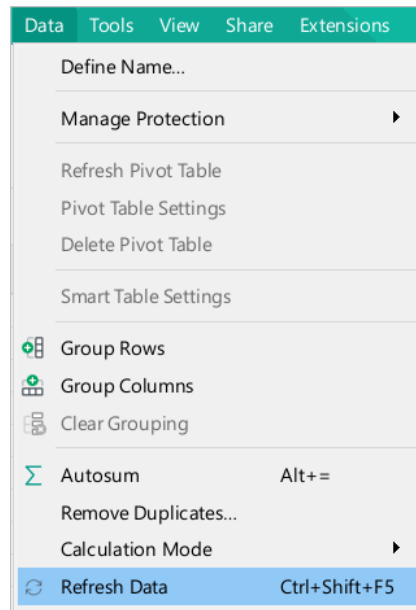 Data Tools View Share Extensions
Define Name...
Manage Protection
Refresh Pivot Table
Pivot Table Settings
Delete Pivot Table
Smart Table Settings
Group Rows
Group Columns
Clear Grouping
Autosum Alt+=
Remove Duplicates...
Calculation Mode
Refresh Data Ctrl+Shift+F5